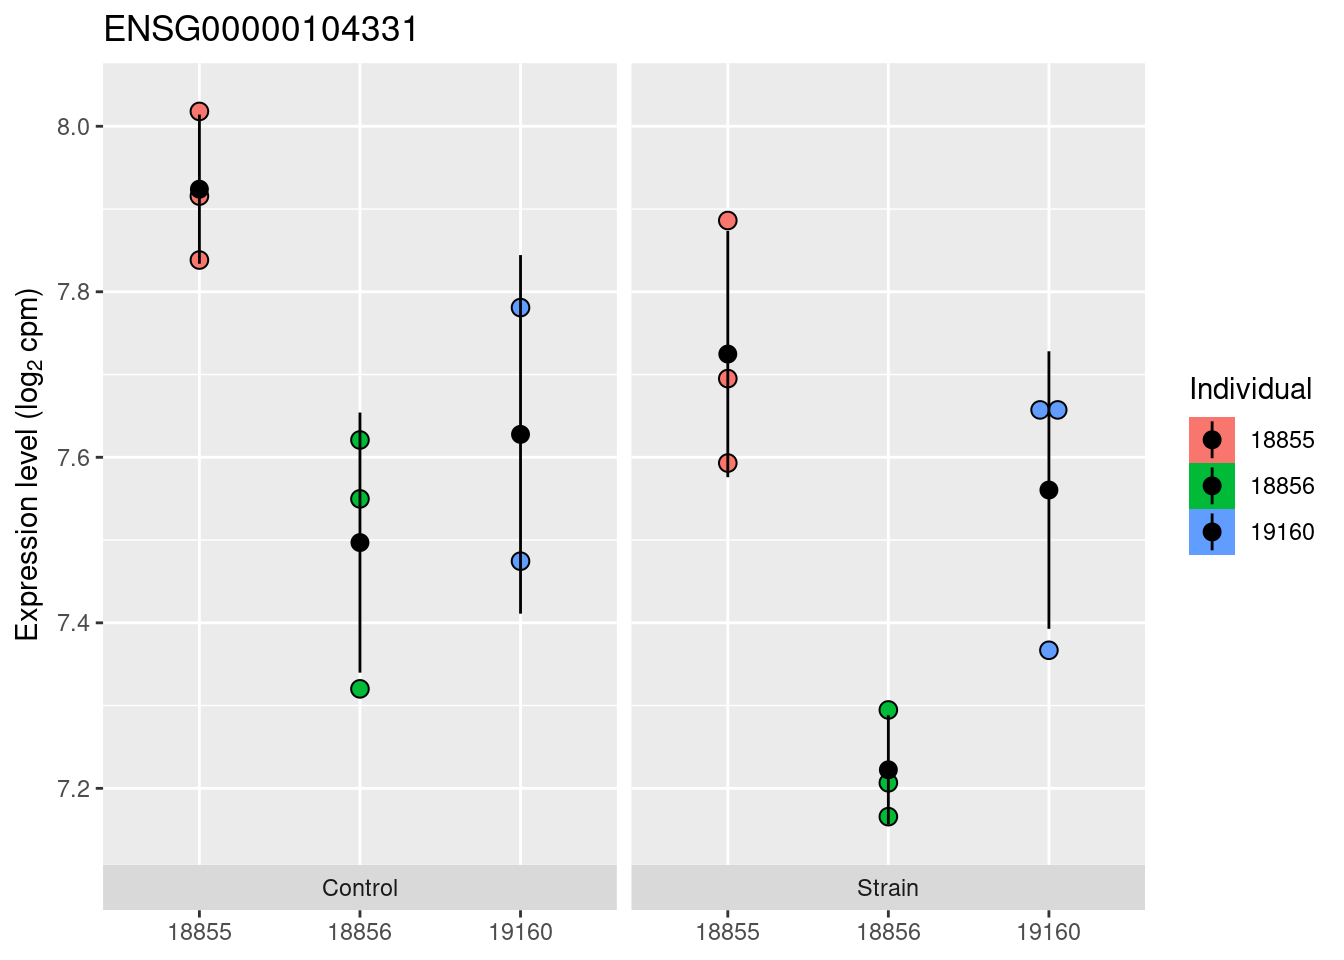 ENSG00000104331
Expression level (log₂ cpm)
8.0
7.8
7.6
7.4
7.2
Control
Strain
18855
18856
19160
18855
18856
19160
Individual
18855
18856
19160